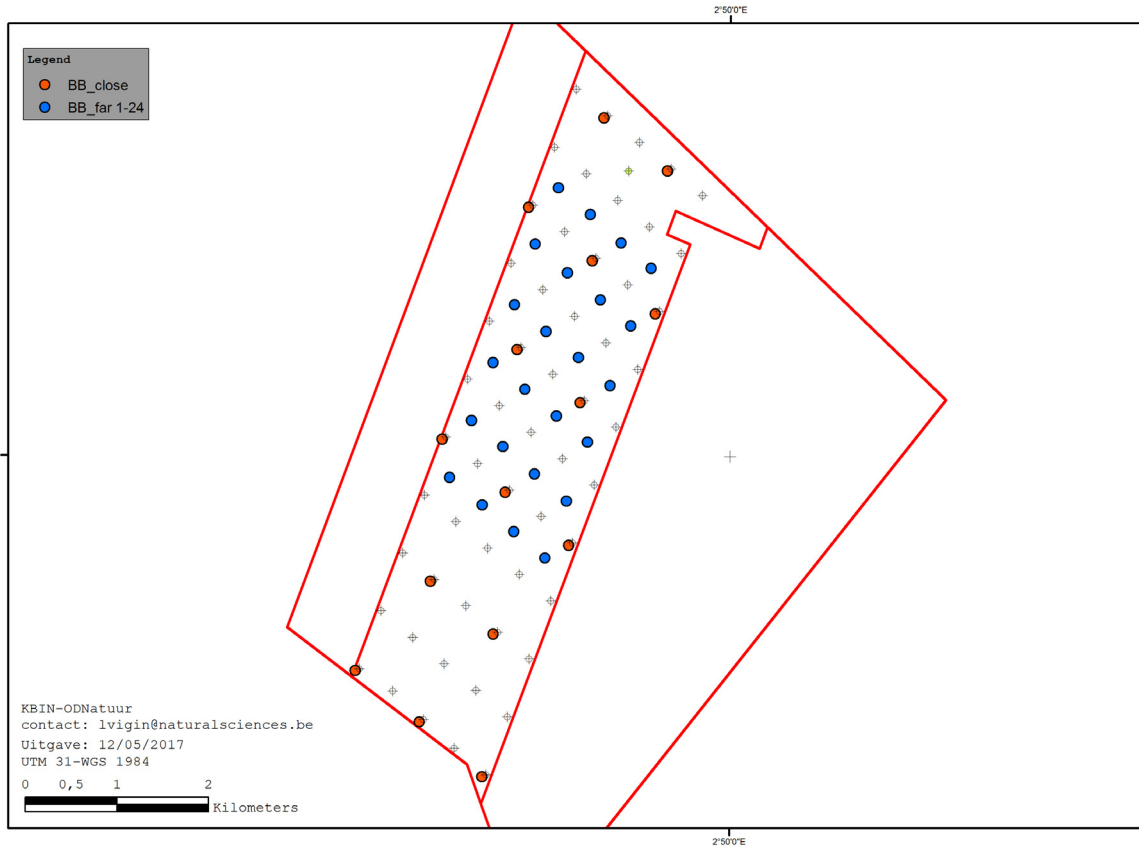 2°50'0"E
Legend
BB_close
BB_far 1-24
KBIN-ODNatuur
contact: lvigin@naturalsciences.be
Uitgave: 12/05/2017
UTM 31-WGS 1984
0 0,5 1 2
Kilometers
2°50'0"E